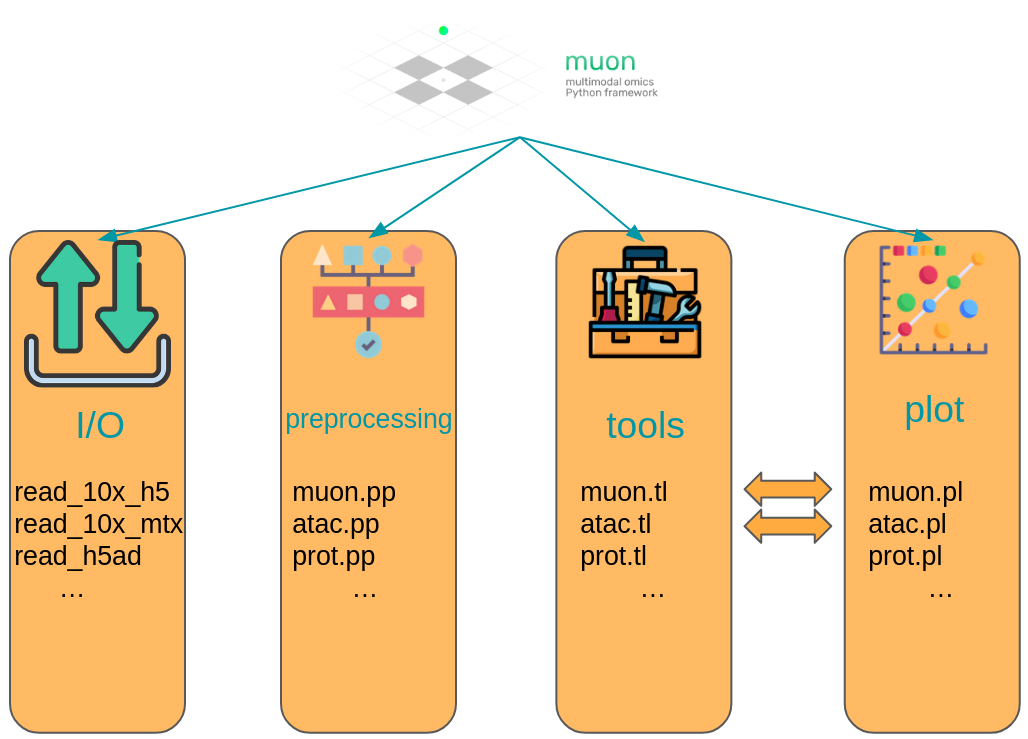 muon
multimodal omics
Python framework
I/O
read_10x_h5
read_10x_mtx
read_h5ad
…
preprocessing
muon.pp
atac.pp
prot.pp
…
tools
muon.tl
atac.tl
prot.tl
…
plot
muon.pl
atac.pl
prot.pl
…